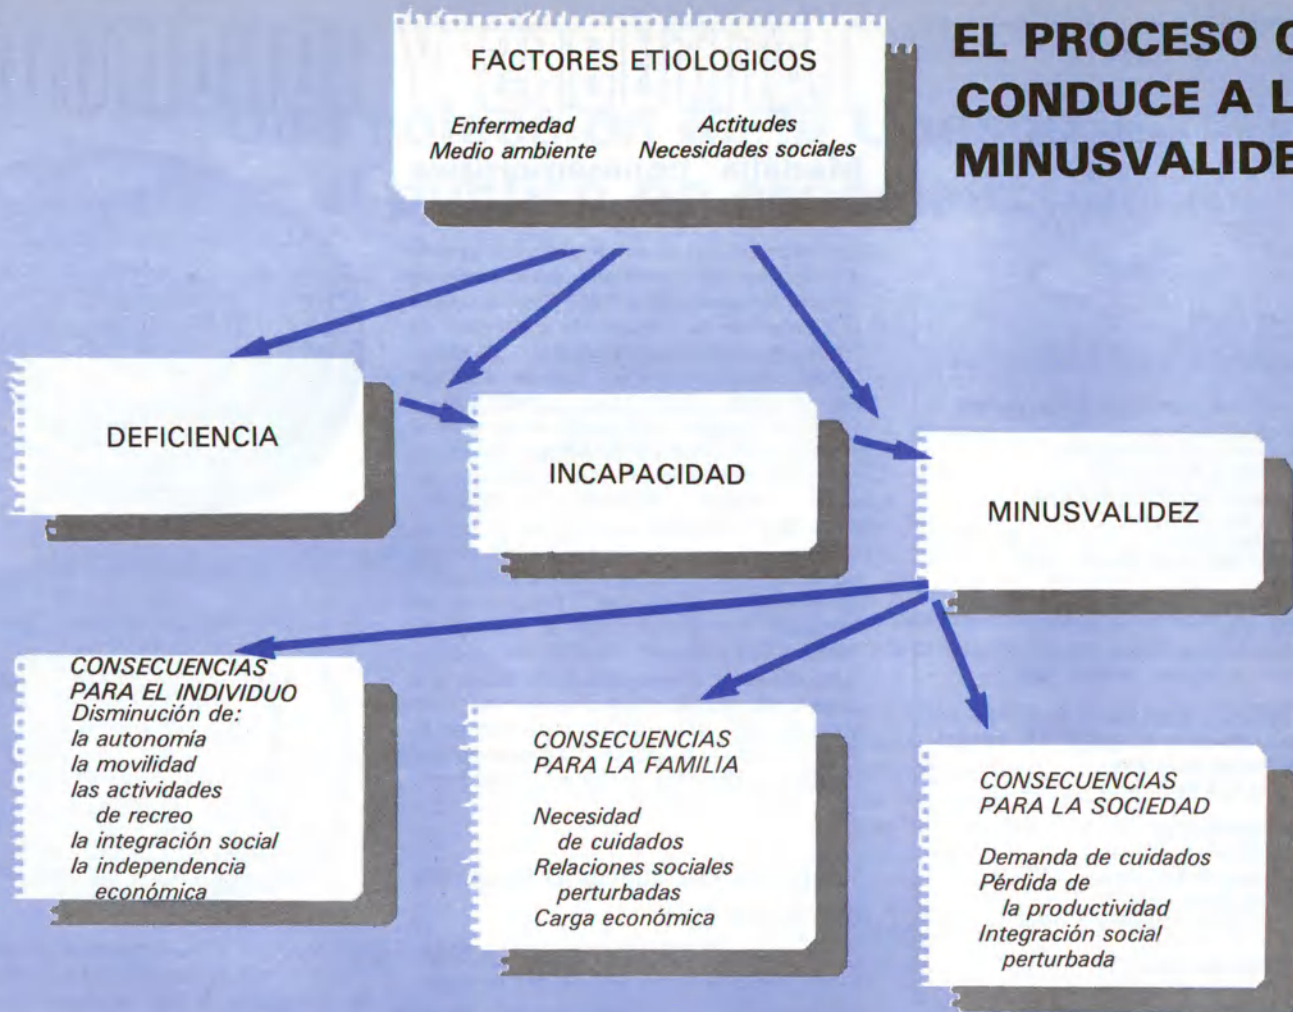 EL PROCESO
CONDUCE A
MINUSVALIDE
FACTORES ETIOLOGICOS
Enfermedad Actitudes
Medio ambiente Necesidades sociales
DEFICIENCIA
INCAPACIDAD
MINUSVALIDEZ
CONSECUENCIAS
PARA EL INDIVIDUO
Disminución de:
la autonomía
la movilidad
las actividades
de recreo
la integración social
la independencia
económica
CONSECUENCIAS
PARA LA FAMILIA
Necesidad
de cuidados
Relaciones sociales
perturbadas
Carga económica
CONSECUENCIAS
PARA LA SOCIEDAD
Demanda de cuidados
Pérdida de
la productividad
Integración social
perturbada